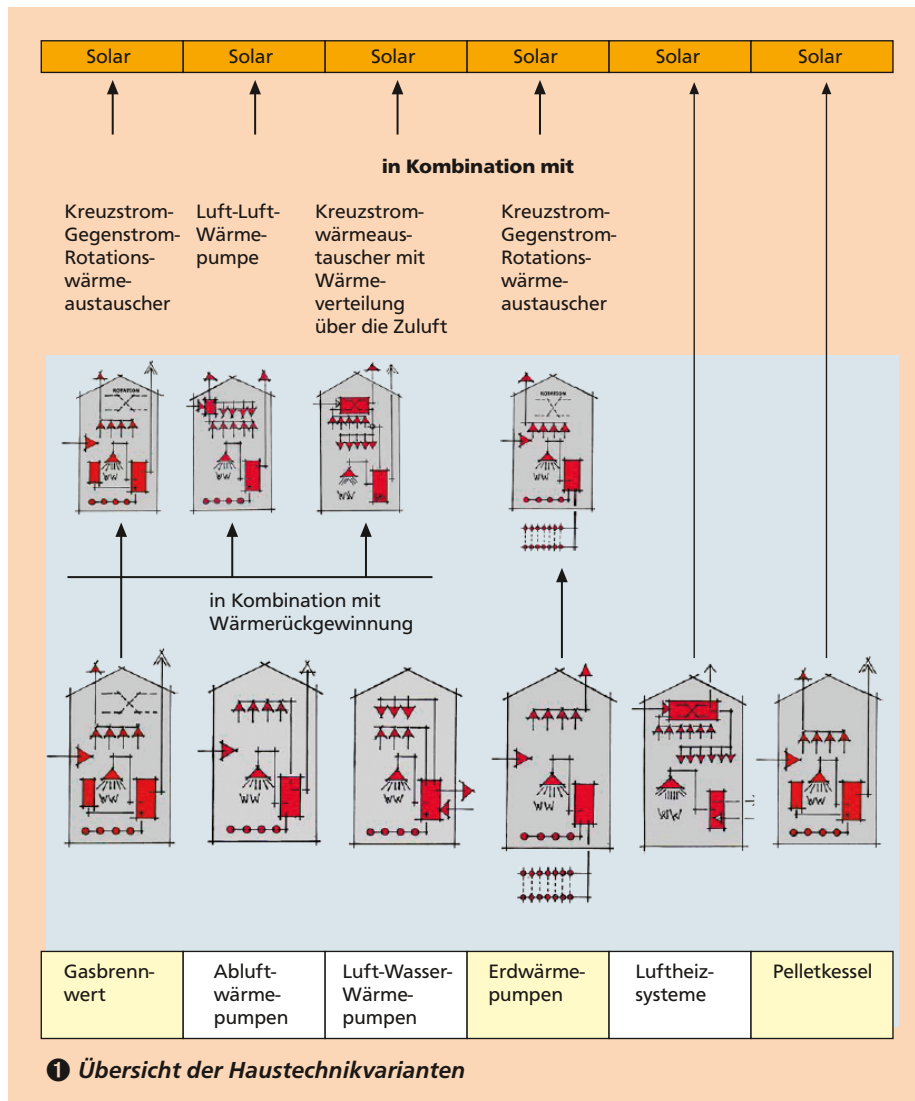 Solar Solar Solar Solar Solar Solar
in Kombination mit
Kreuzstrom-
Gegenstrom-
Rotations-
wärme-
austauscher
Luft-Luft-
Wärme-
pumpe
Kreuzstrom-
wärmeaus-
tauscher mit
Wärme-
verteilung
über die Zuluft
Kreuzstrom-
Gegenstrom-
Rotations-
wärme-
austauscher
ROTATION
ROTATION
WW WW WW WW
in Kombination mit
Wärmerückgewinnung
WW WW WW WW WW WW
Gasbrenn-
wert
Abluft-
wärme-
pumpen
Luft-Wasser-
Wärme-
pumpen
Erdwärme-
pumpen
Luftheiz-
systeme
Pelletkessel
❶ Übersicht der Haustechnikvarianten